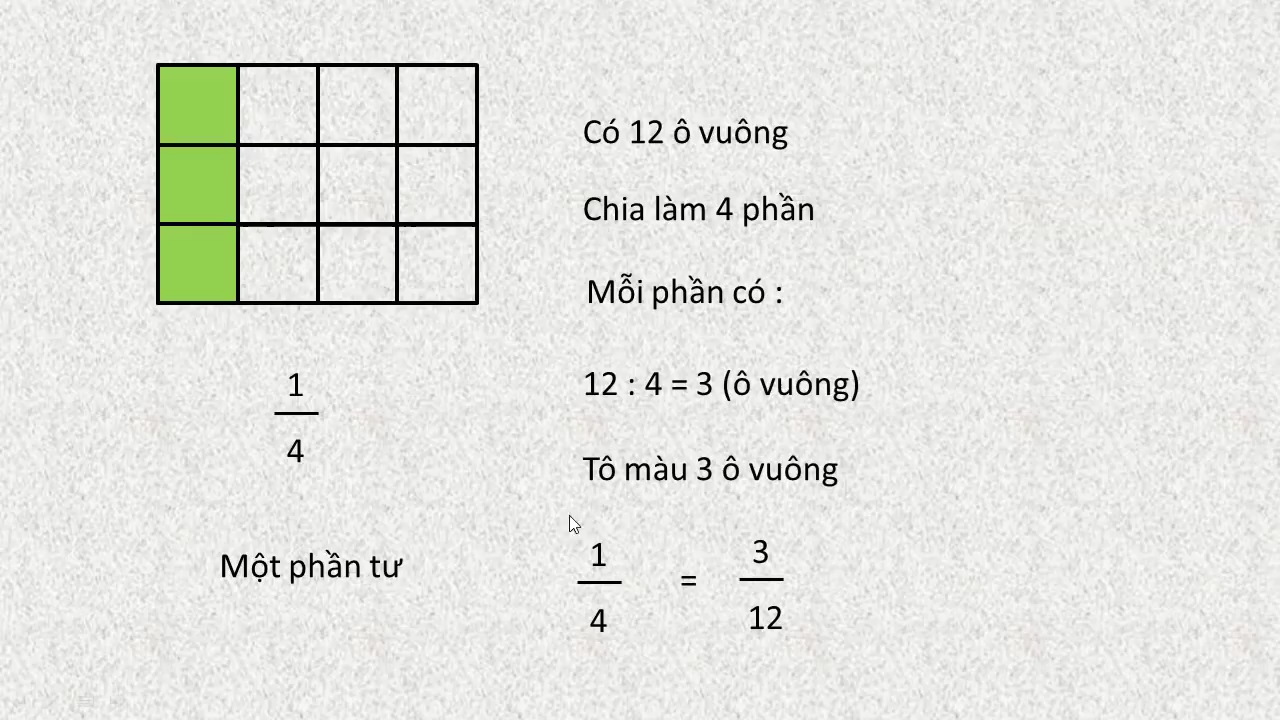 Có 12 ô vuông
Chia làm 4 phần
Mỗi phần có :
12 : 4 = 3 (ô vuông)
Tô màu 3 ô vuông
1
4
Một phần tư
1 = 3
4 12